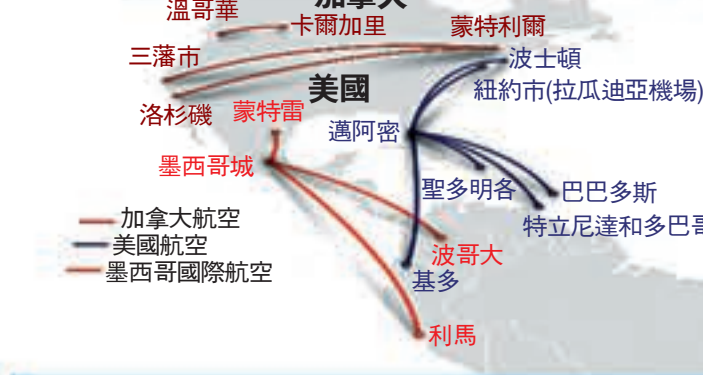 加拿大
溫哥華
卡爾加里
蒙特利爾
三藩市
波士頓
美國
紐約市(拉瓜迪亞機場)
洛杉磯
蒙特雷
邁阿密
墨西哥城
聖多明各
巴巴多斯
特立尼達和多巴哥
加拿大航空
美國航空
墨西哥國際航空
波哥大
基多
利馬